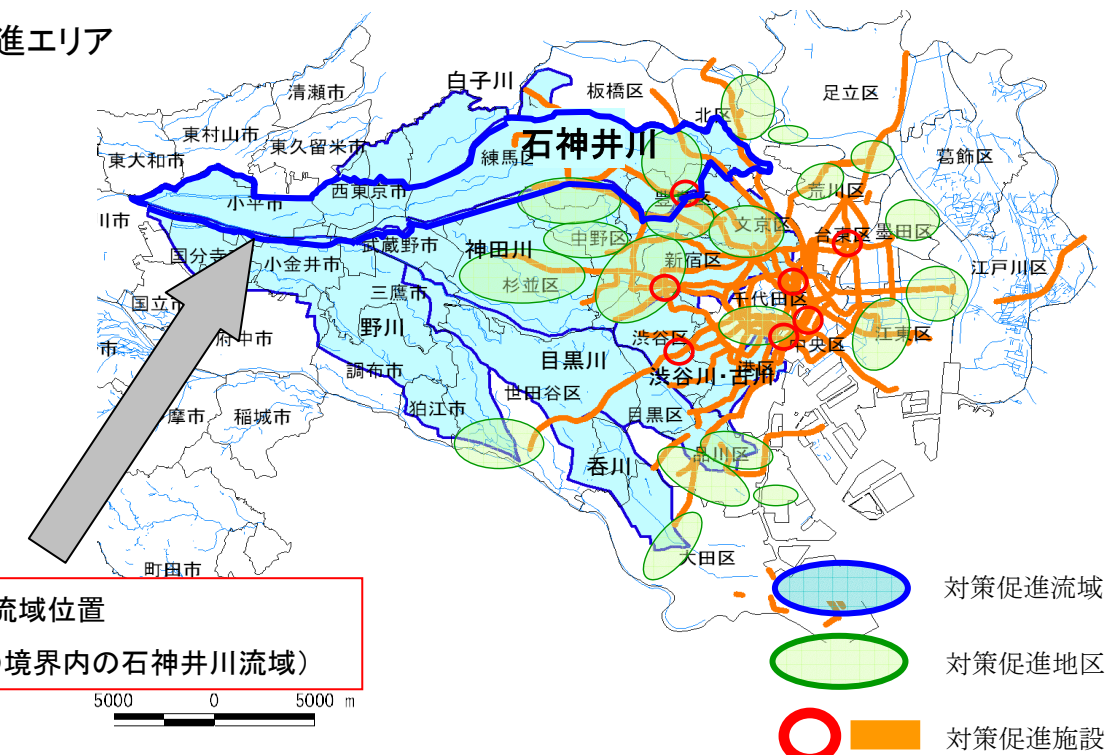 進エリア
白子川
板橋区
足立区
清瀬市
北区
東村山市
東久留米市
石神井川
葛飾区
東大和市
練馬区
西東京市
荒川区
小平市
川市
文京区
台東区
墨田区
武蔵野市
中野区
神田川
国分寺
小金井市
新宿区
江戸川区
杉並区
三鷹市
千代田区
国立市
野川
渋谷区
江東区
府中市
中央区
市
目黒川
調布市
渋谷川・古川
港区
世田谷区
狛江市
目黒区
摩市
稲城市
品川区
呑川
大田区
町田市
対策促進流域
流域位置
境界内の石神井川流域）
対策促進地区
5000 0 5000 m
対策促進施設